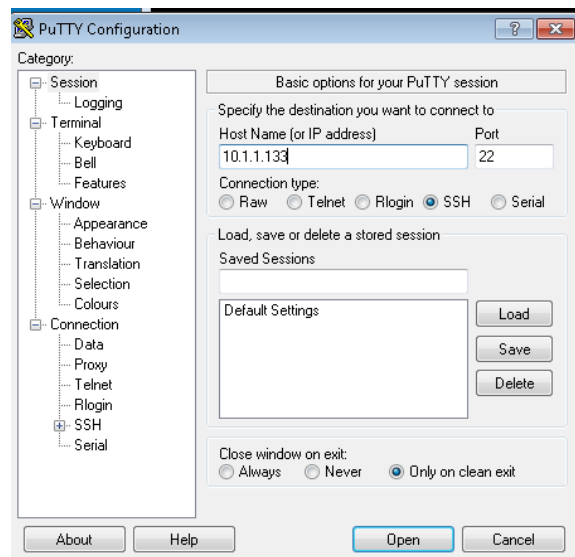 PuTTY Configuration
Category:
Session
Logging
Terminal
Keyboard
Bell
Features
Window
Appearance
Behaviour
Translation
Selection
Colours
Connection
Data
Proxy
Telnet
Rlogin
SSH
Serial
Basic options for your PuTTY session
Specify the destination you want to connect to
Host Name (or IP address) Port
10.1.1.133 22
Connection type:
Raw Telnet Rlogin SSH Serial
Load, save or delete a stored session
Saved Sessions
Default Settings
Load
Save
Delete
Close window on exit:
Always Never Only on clean exit
About Help Open Cancel